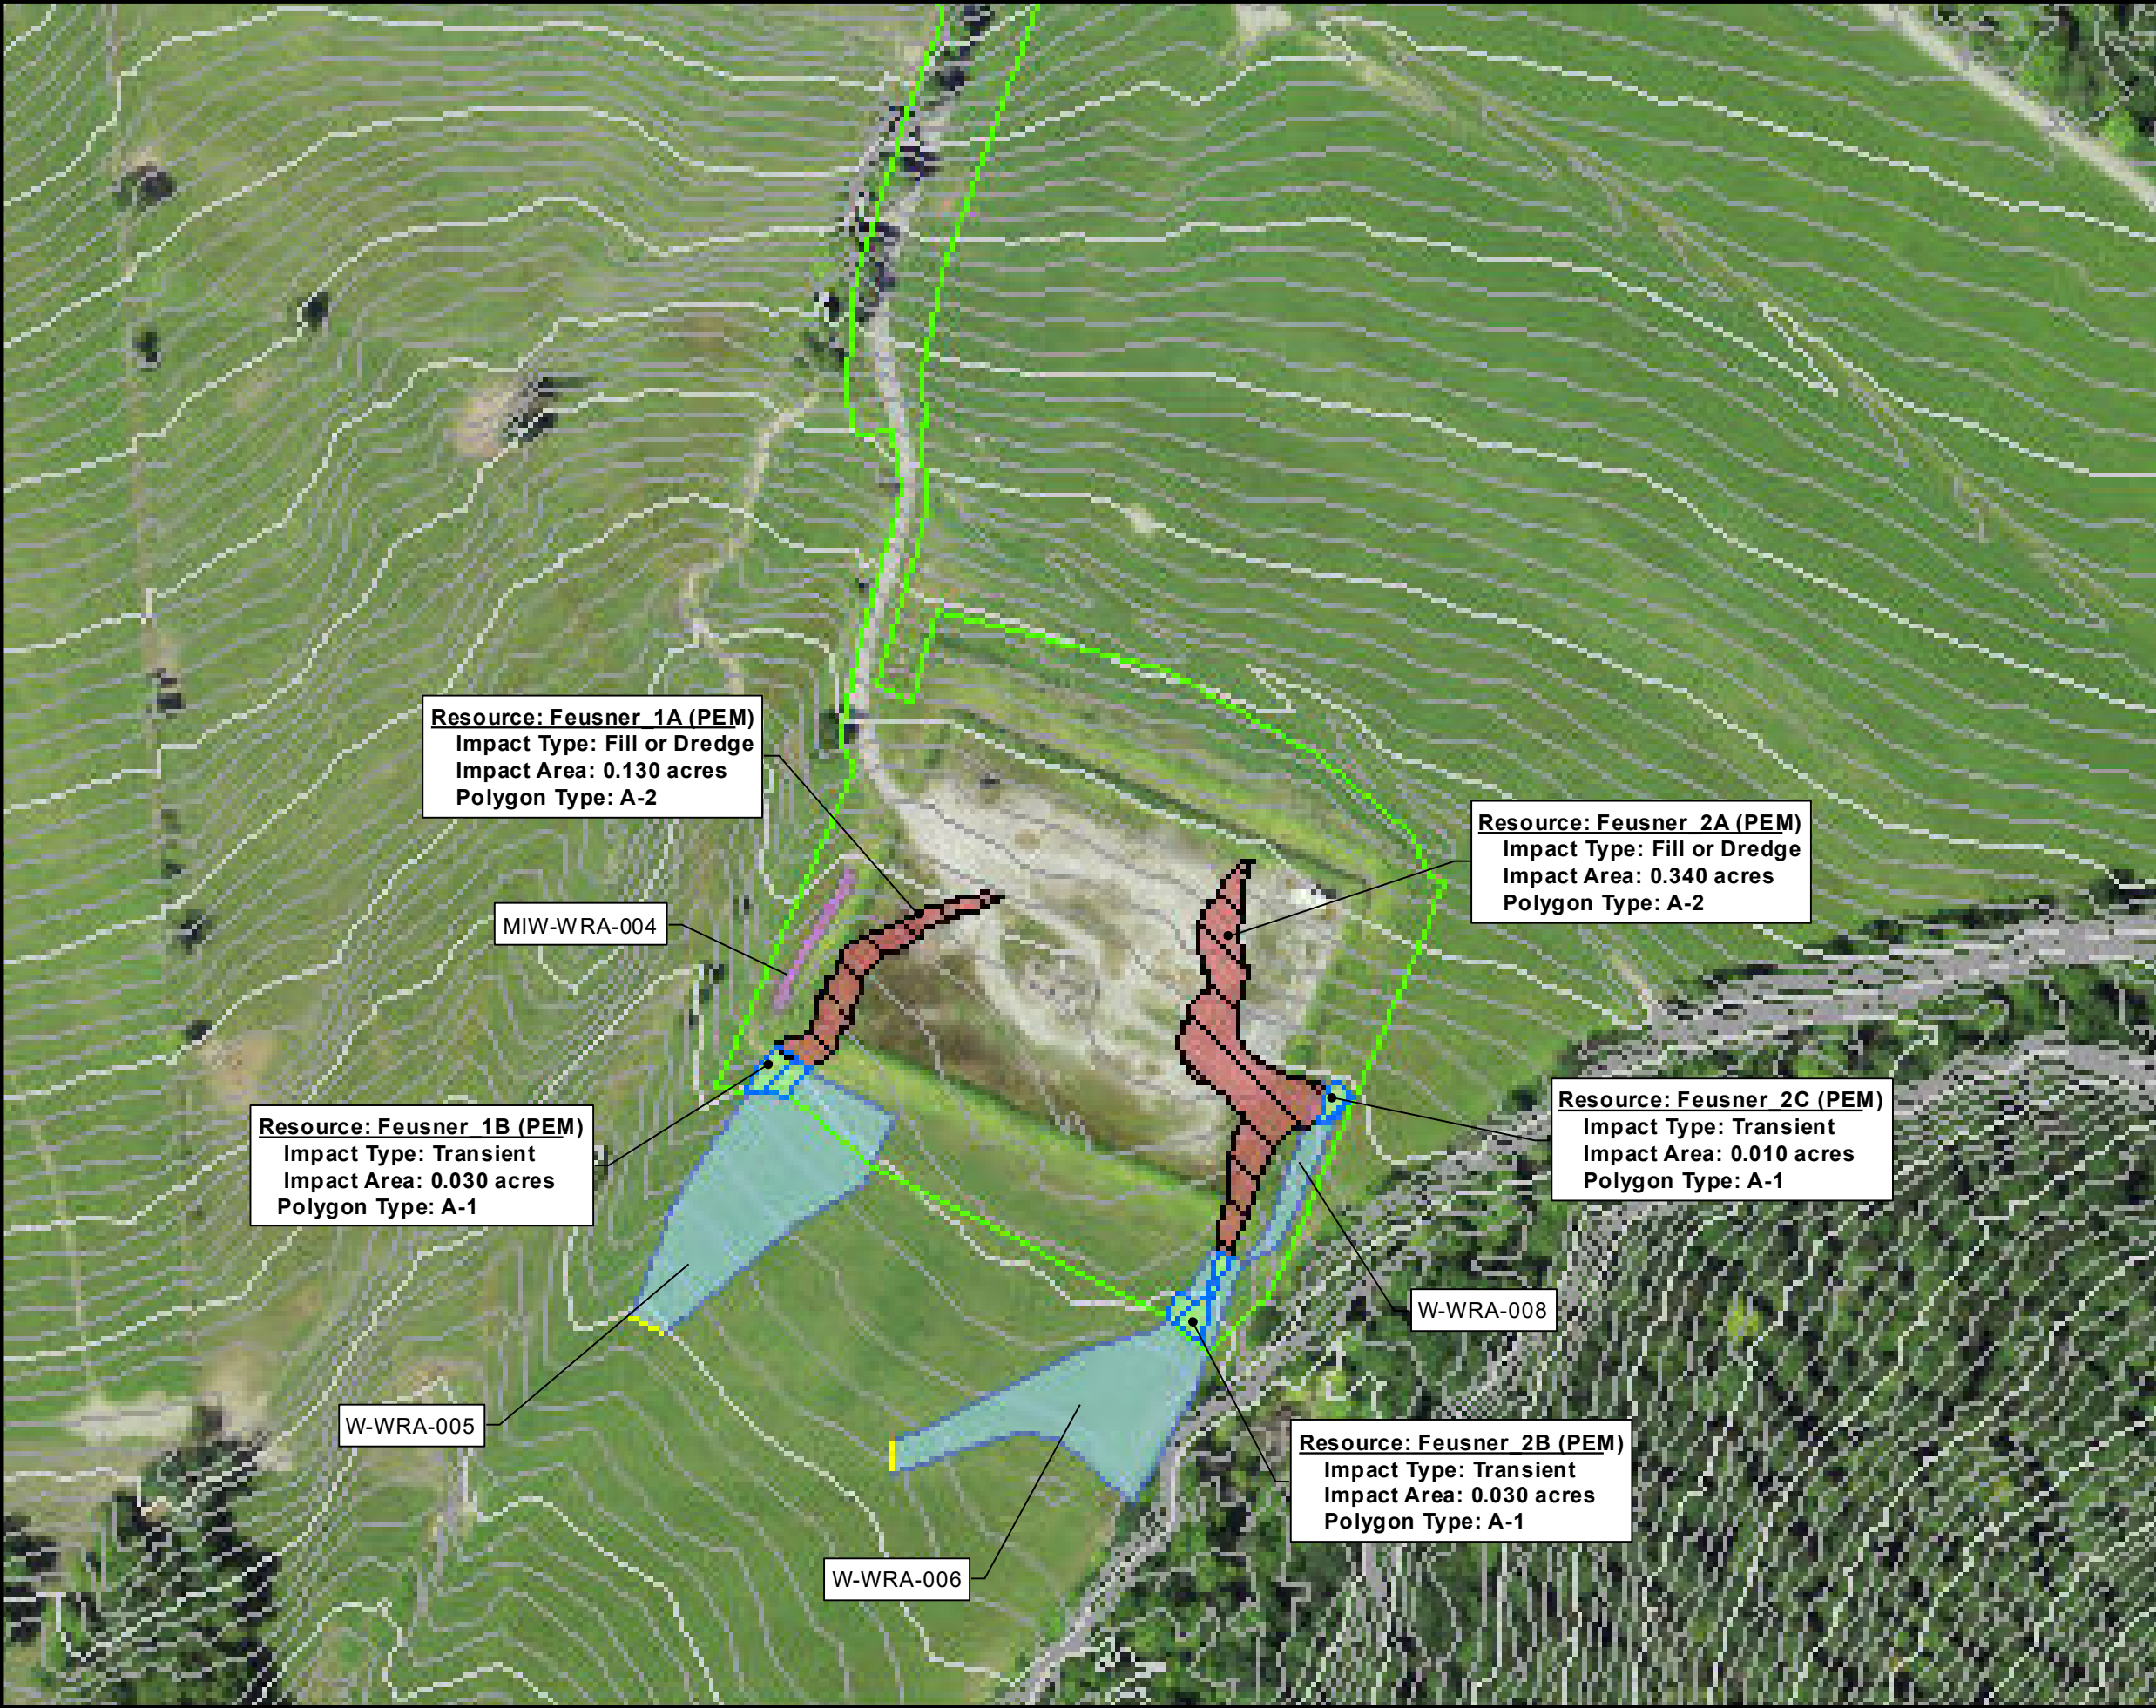 Resource: Feusner_1A (PEM)
Impact Type: Fill or Dredge
Impact Area: 0.130 acres
Polygon Type: A-2
Resource: Feusner_2A (PEM)
Impact Type: Fill or Dredge
Impact Area: 0.340 acres
Polygon Type: A-2
MIW-WRA-004
Resource: Feusner_1B (PEM)
Impact Type: Transient
Impact Area: 0.030 acres
Polygon Type: A-1
Resource: Feusner_2C (PEM)
Impact Type: Transient
Impact Area: 0.010 acres
Polygon Type: A-1
W-WRA-008
W-WRA-005
Resource: Feusner_2B (PEM)
Impact Type: Transient
Impact Area: 0.030 acres
Polygon Type: A-1
W-WRA-006